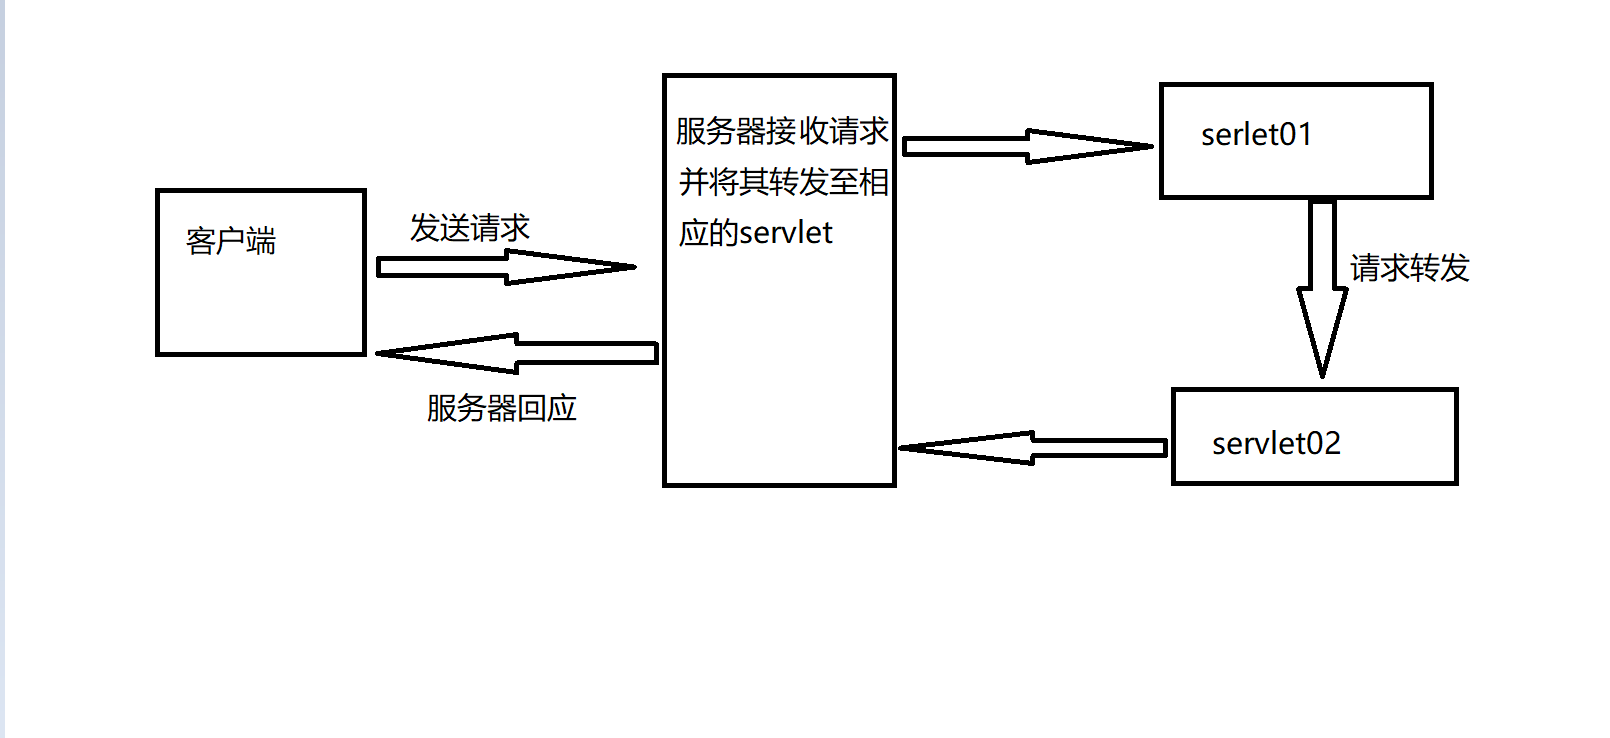 客户端
发送请求
服务器回应
服务器接收请求
并将其转发至相
应的servlet
serlet01
请求转发
servlet02